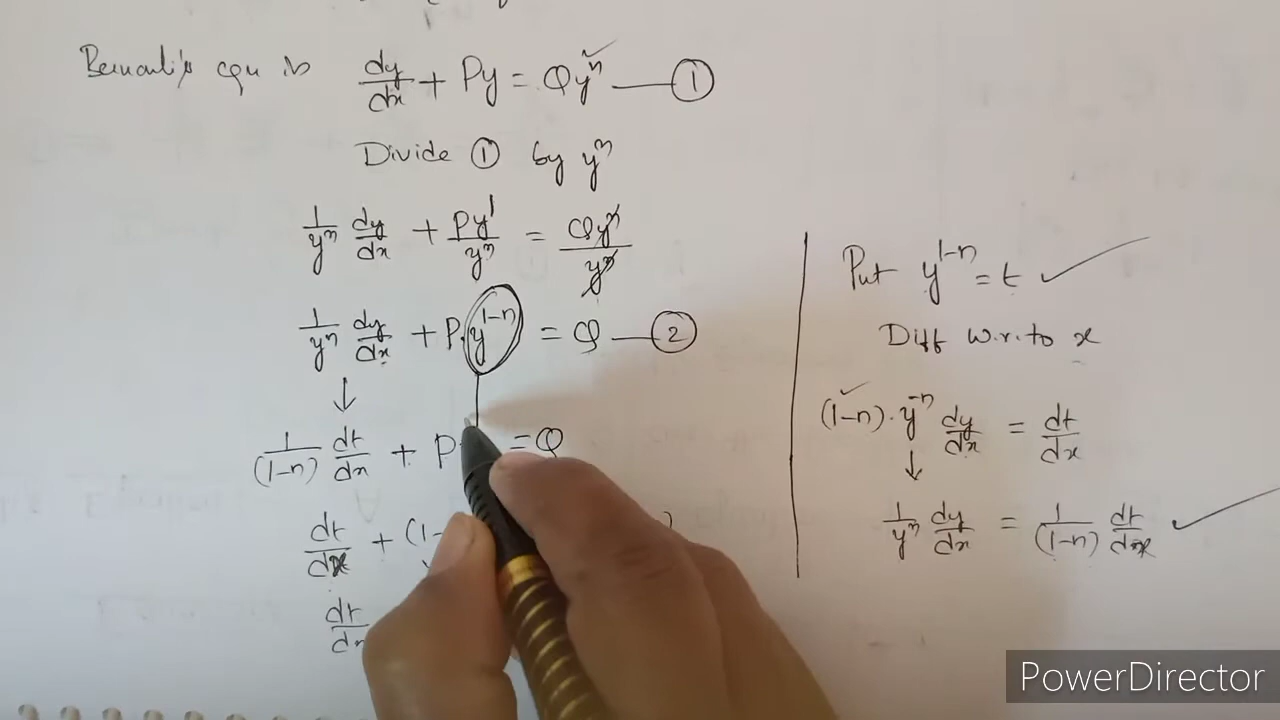 Bernouli's equ is dy/dx + Py = Qyⁿ — ①
Divide ① by yⁿ
1/yⁿ dy/dx + Py¹/yⁿ = Qyⁿ/yⁿ
1/yⁿ dy/dx + P.y¹⁻ⁿ = Q — ②
↓
1/(1-n) dt/dx + P = Q
dt/dx + (1-
dt/dx
Put y¹⁻ⁿ = t ✓
Diff w.r.to x
(1-n).y⁻ⁿ dy/dx = dt/dx
↓
1/yⁿ dy/dx = 1/(1-n) dt/dx ✓
PowerDirector